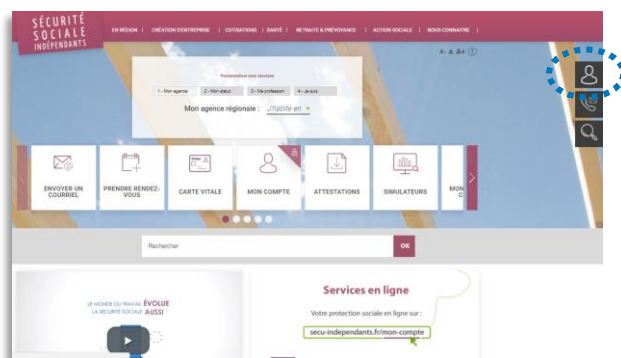 SÉCURITÉ
SOCIALE
INDÉPENDANTS
EN RÉGION | CRÉATION D'ENTREPRISE | COTISATIONS | SANTÉ | RETRAITE & PRÉVOYANCE | ACTION SOCIALE | NOUS CONNAITRE |
A- A A+
Personnalisez vos services
1 - Mon agence 2 - Mon statut 3 - Ma profession 4 - Je suis
Mon agence régionale : J'habite en
ENVOYER UN COURRIEL
PRENDRE RENDEZ-VOUS
CARTE VITALE
MON COMPTE
ATTESTATIONS
SIMULATEURS
Rechercher OK
LE MONDE DU TRAVAIL ÉVOLUE
LA SÉCURITÉ SOCIALE AUSSI
Services en ligne
Votre protection sociale en ligne sur :
secu-independants.fr/mon-compte